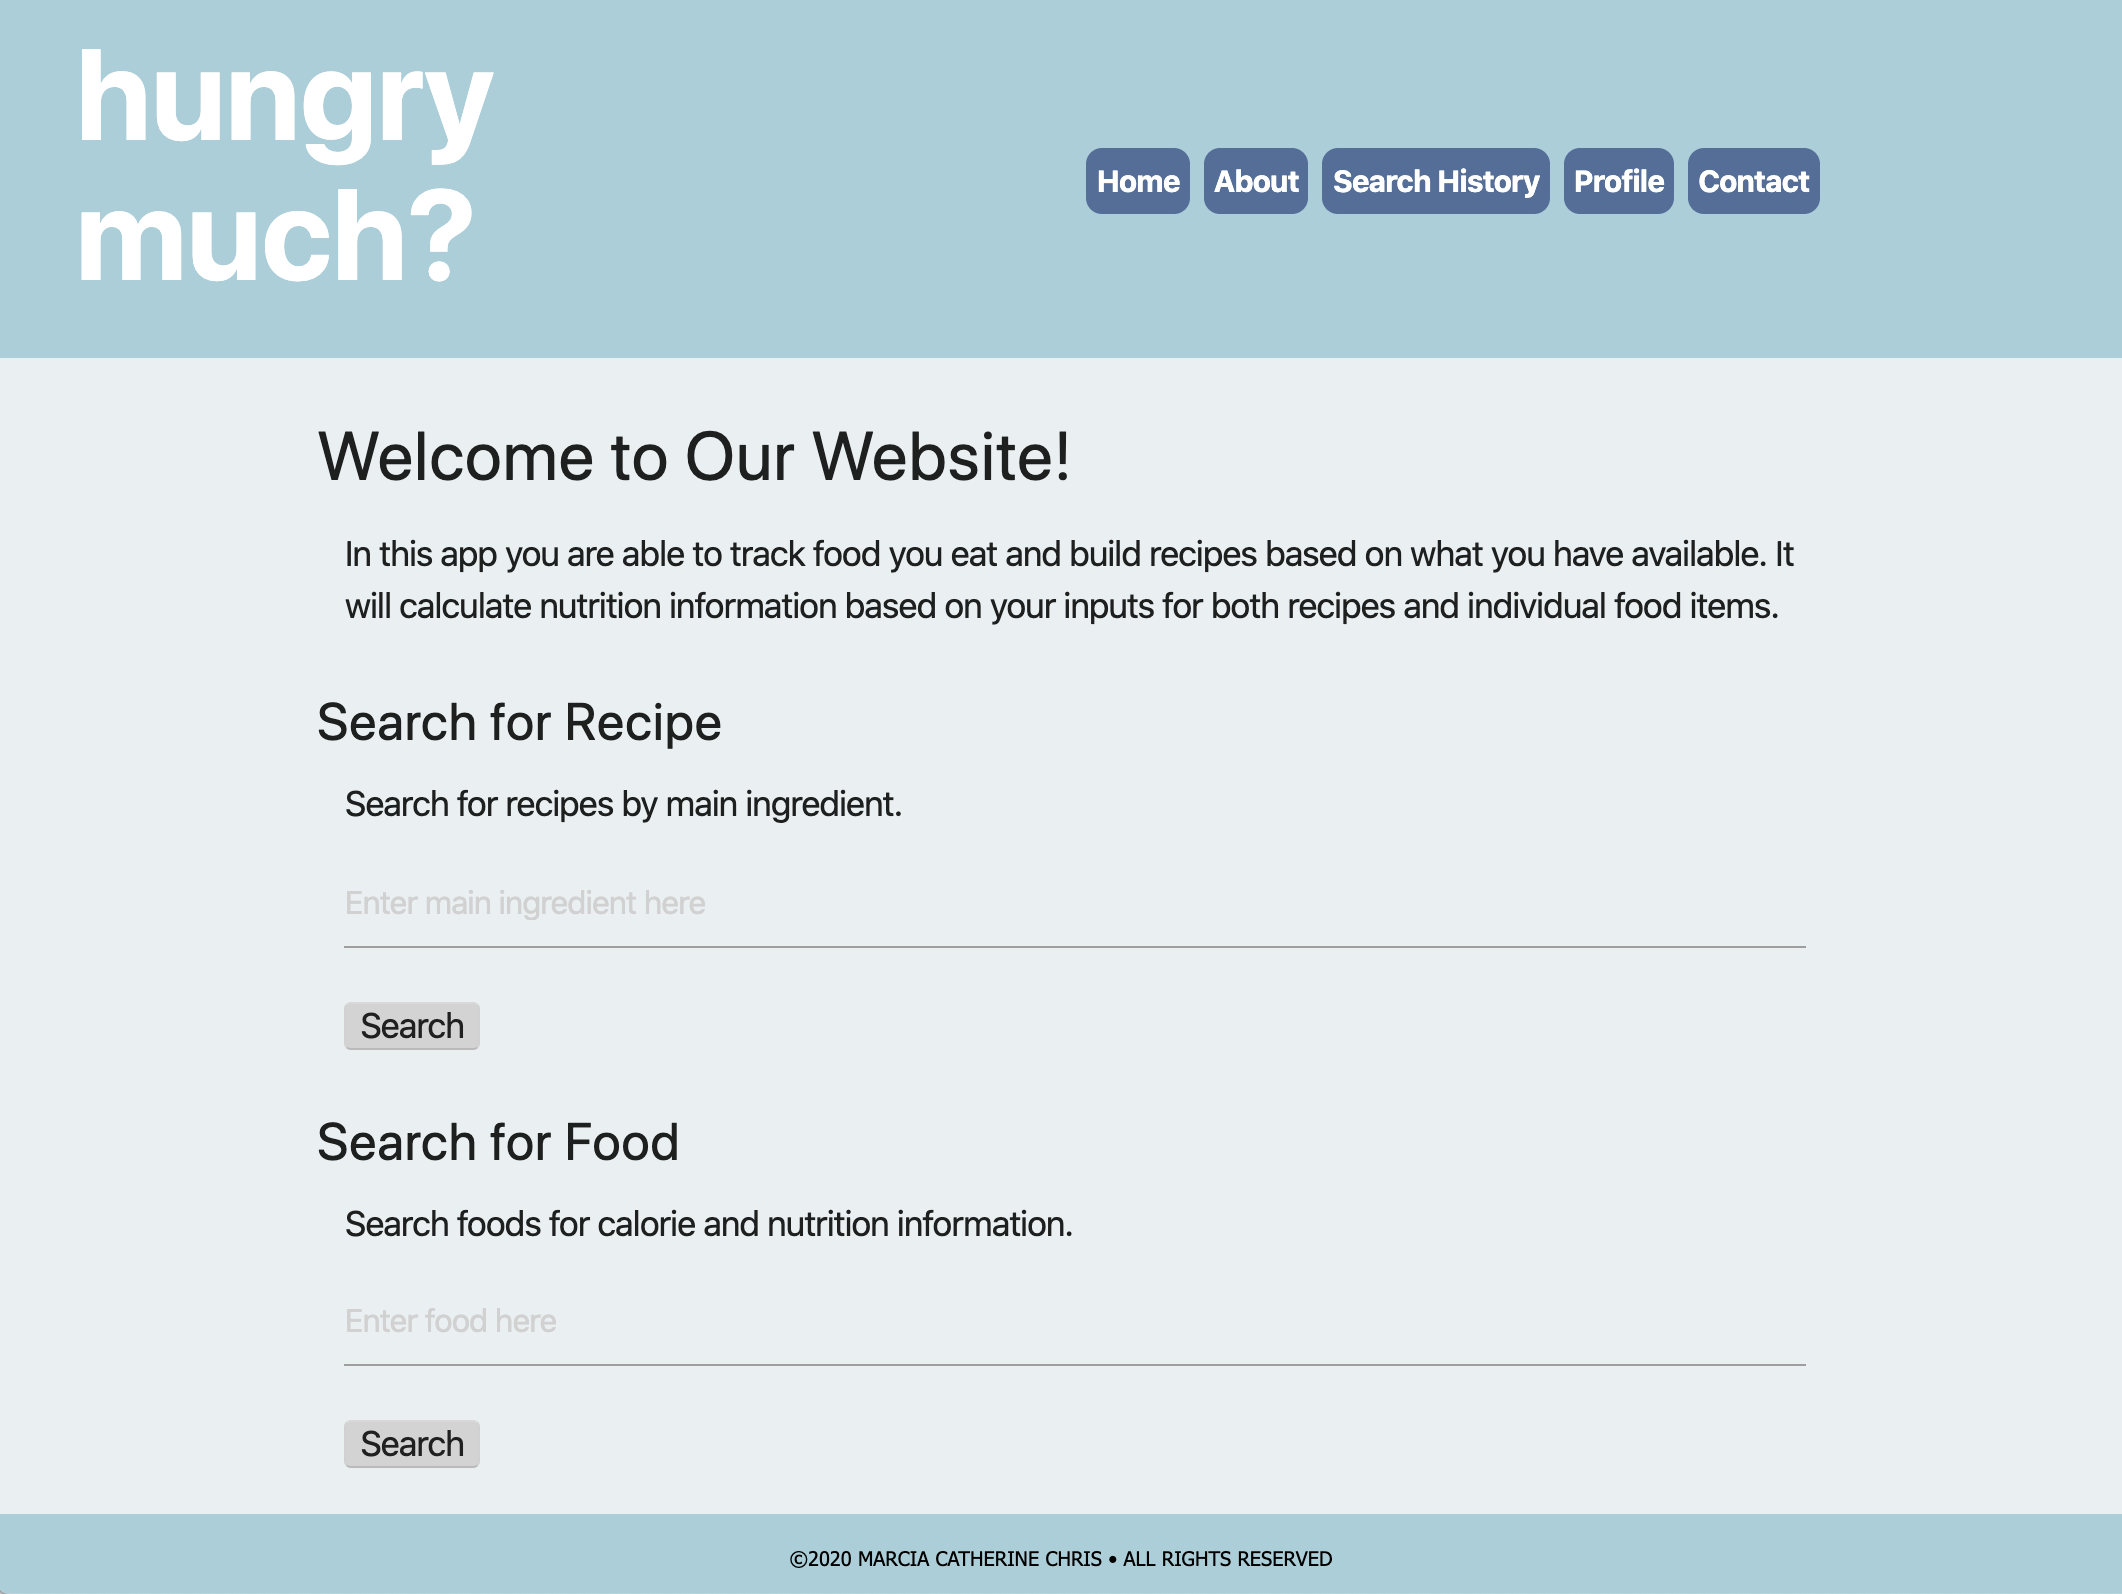 hungry
much?
Home About Search History Profile Contact
Welcome to Our Website!
In this app you are able to track food you eat and build recipes based on what you have available. It
will calculate nutrition information based on your inputs for both recipes and individual food items.
Search for Recipe
Search for recipes by main ingredient.
Enter main ingredient here
Search
Search for Food
Search foods for calorie and nutrition information.
Enter food here
Search
©2020 MARCIA CATHERINE CHRIS • ALL RIGHTS RESERVED